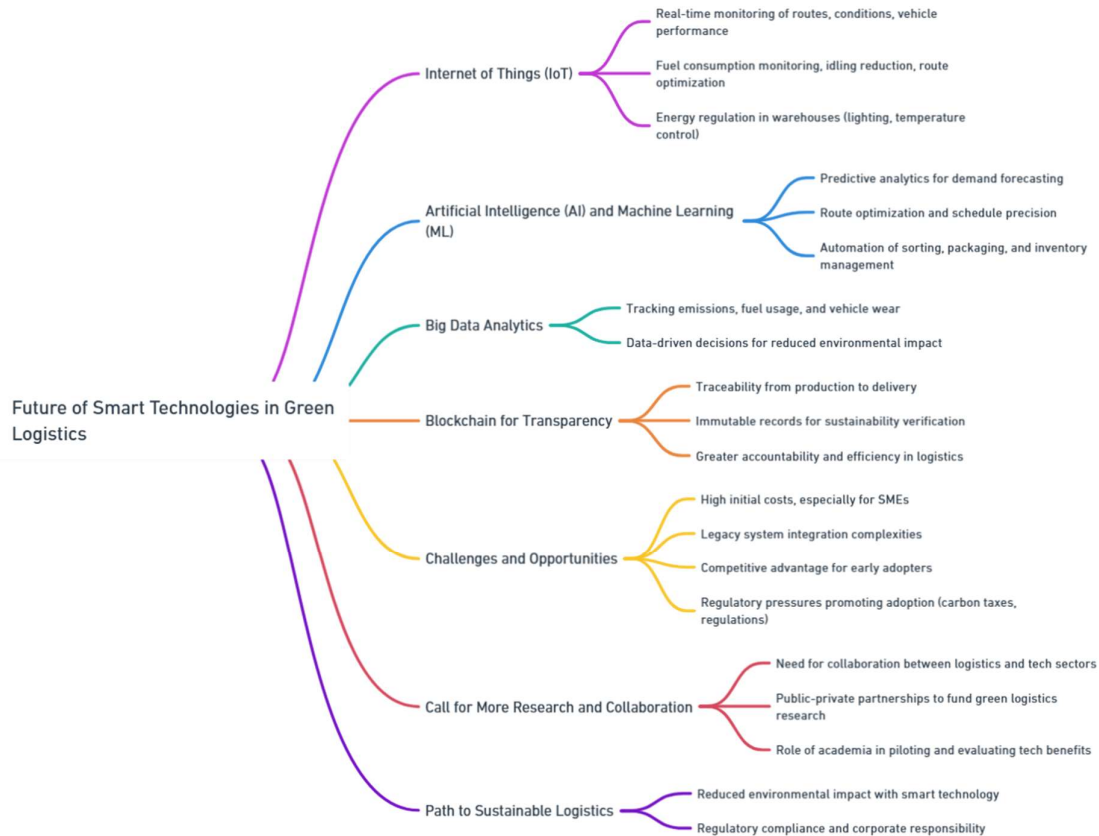 Future of Smart Technologies in Green
Logistics
Internet of Things (IoT)
Real-time monitoring of routes, conditions, vehicle
performance
Fuel consumption monitoring, idling reduction, route
optimization
Energy regulation in warehouses (lighting, temperature
control)
Artificial Intelligence (AI) and Machine Learning
(ML)
Predictive analytics for demand forecasting
Route optimization and schedule precision
Automation of sorting, packaging, and inventory
management
Big Data Analytics
Tracking emissions, fuel usage, and vehicle wear
Data-driven decisions for reduced environmental impact
Blockchain for Transparency
Traceability from production to delivery
Immutable records for sustainability verification
Greater accountability and efficiency in logistics
Challenges and Opportunities
High initial costs, especially for SMEs
Legacy system integration complexities
Competitive advantage for early adopters
Regulatory pressures promoting adoption (carbon taxes,
regulations)
Call for More Research and Collaboration
Need for collaboration between logistics and tech sectors
Public-private partnerships to fund green logistics
research
Role of academia in piloting and evaluating tech benefits
Path to Sustainable Logistics
Reduced environmental impact with smart technology
Regulatory compliance and corporate responsibility